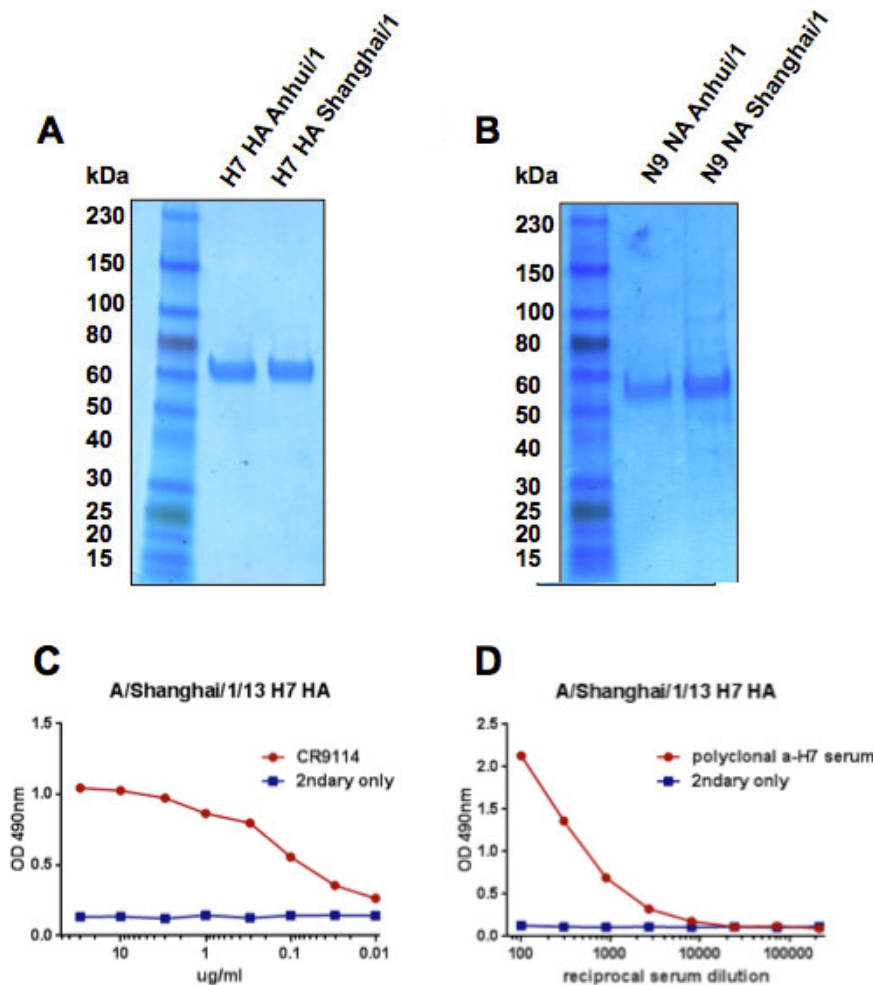 A
kDa
H7 HA Anhui/1
H7 HA Shanghai/1
230
150
100
80
60
50
40
30
25
20
15
B
kDa
N9 NA Anhui/1
N9 NA Shanghai/1
230
150
100
80
60
50
40
30
25
20
15
C
A/Shanghai/1/13 H7 HA
1.5
1.0
0.5
0.0
OD 490nm
CR9114
2ndary only
10 1 0.1 0.01
ug/ml
D
A/Shanghai/1/13 H7 HA
2.5
2.0
1.5
1.0
0.5
0.0
OD 490nm
polyclonal a-H7 serum
2ndary only
100 1000 10000 100000
reciprocal serum dilution